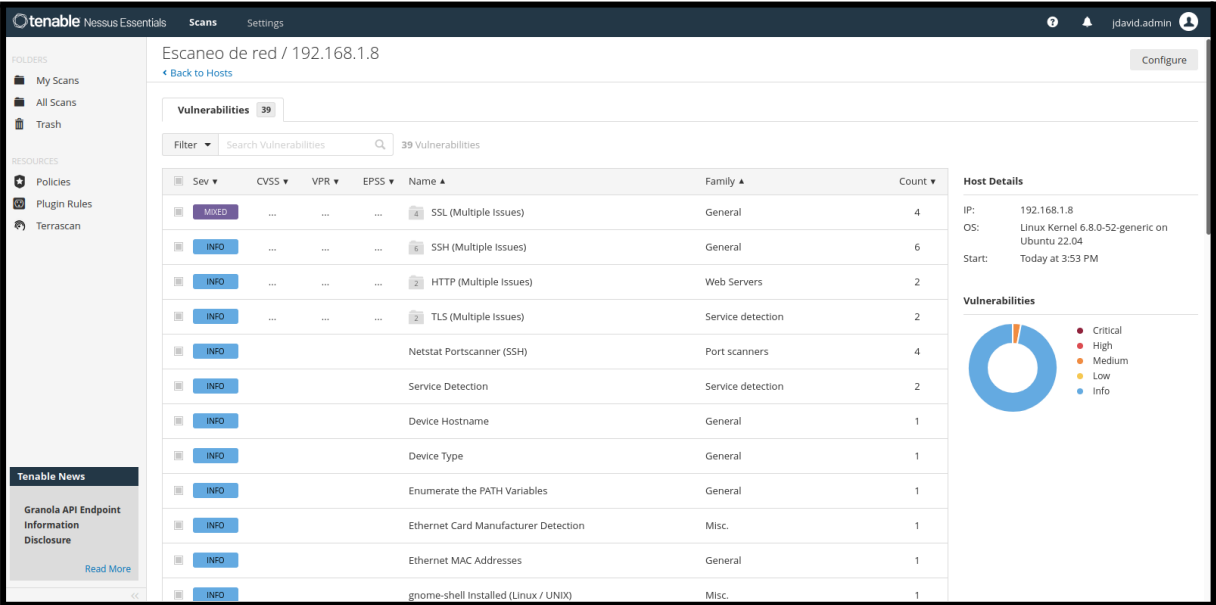 tenable Nessus Essentials Scans Settings jdavid.admin
FOLDERS
My Scans
All Scans
Trash
RESOURCES
Policies
Plugin Rules
Terrascan
Tenable News
Granola API Endpoint
Information
Disclosure
Read More
Escaneo de red / 192.168.1.8
Back to Hosts
Configure
Vulnerabilities 39
Filter Search Vulnerabilities 39 Vulnerabilities
Sev CVSS VPR EPSS Name Family Count
MIXED ... ... ... 4 SSL (Multiple Issues) General 4
INFO ... ... ... 6 SSH (Multiple Issues) General 6
INFO ... ... ... 2 HTTP (Multiple Issues) Web Servers 2
INFO ... ... ... 2 TLS (Multiple Issues) Service detection 2
INFO Netstat Portscanner (SSH) Port scanners 4
INFO Service Detection Service detection 2
INFO Device Hostname General 1
INFO Device Type General 1
INFO Enumerate the PATH Variables General 1
INFO Ethernet Card Manufacturer Detection Misc. 1
INFO Ethernet MAC Addresses General 1
INFO gnome-shell Installed (Linux / UNIX) Misc. 1
Host Details
IP: 192.168.1.8
OS: Linux Kernel 6.8.0-52-generic on
Ubuntu 22.04
Start: Today at 3:53 PM
Vulnerabilities
Critical
High
Medium
Low
Info